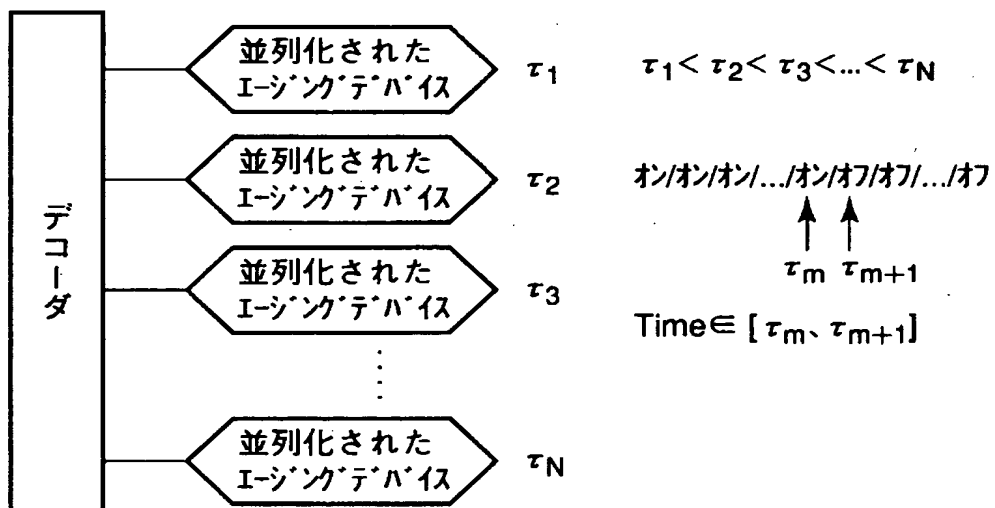 デコーダ
並列化された
エージングデバイス
τ1
τ1< τ2< τ3<...< τN
並列化された
エージングデバイス
τ2
オン/オン/オン/.../オン/オフ/オフ/.../オフ
τm τm+1
並列化された
エージングデバイス
τ3
Time∈ [τm、τm+1]
並列化された
エージングデバイス
τN